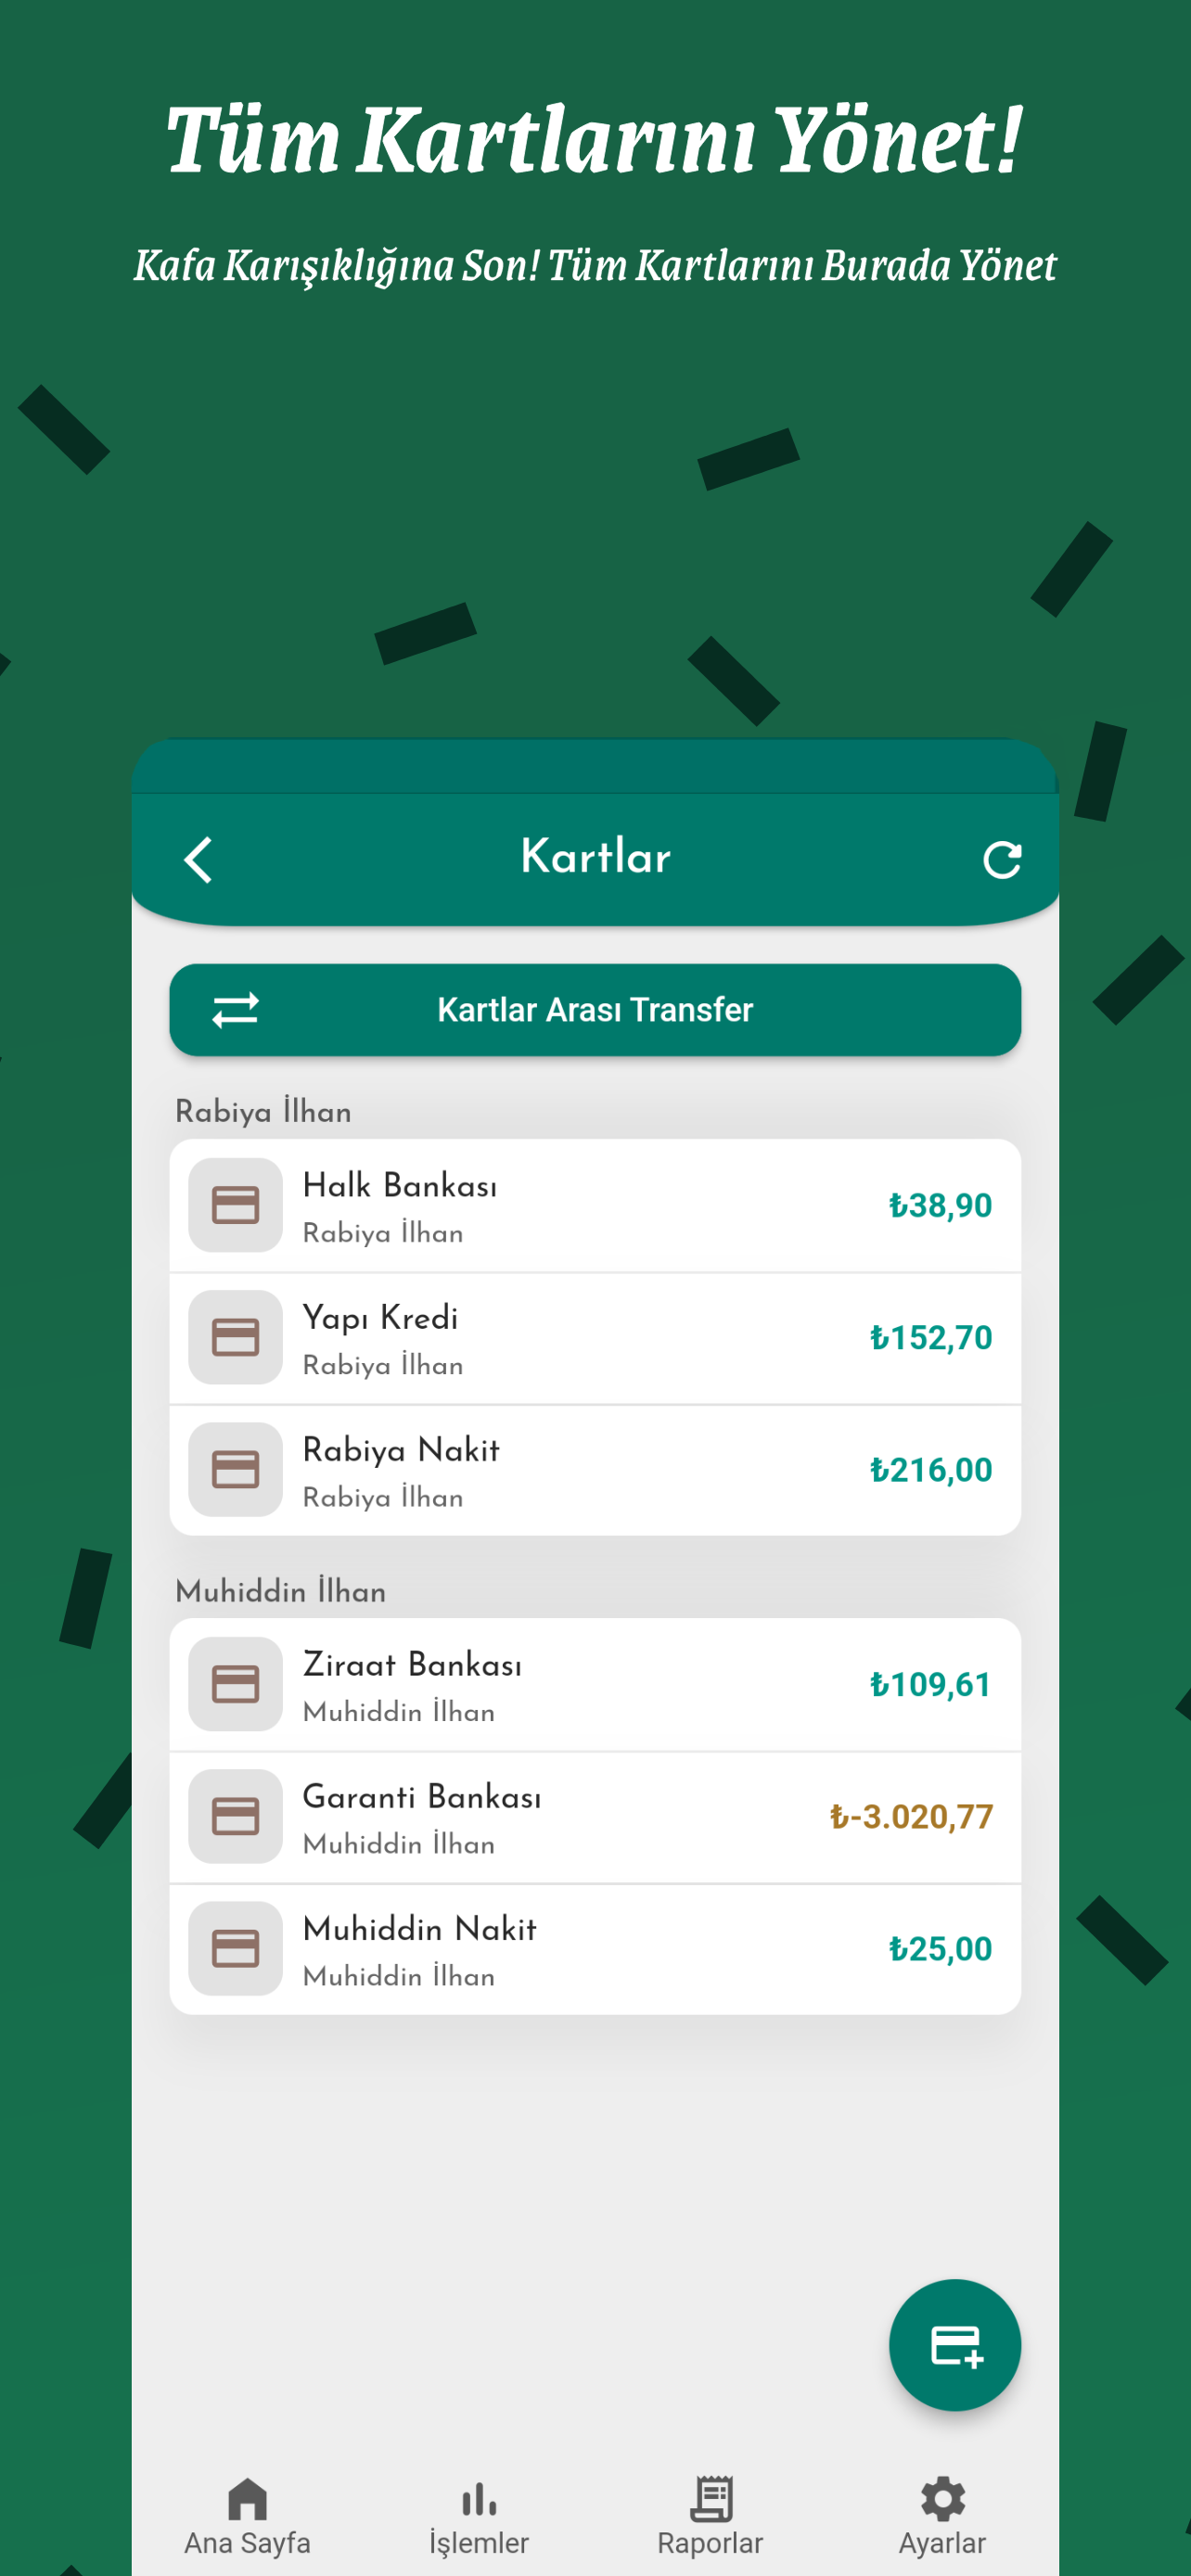 Tüm Kartlarını Yönet!
Kafa Karışıklığına Son! Tüm Kartlarını Burada Yönet
Kartlar
Kartlar Arası Transfer
Rabiya İlhan
Halk Bankası
Rabiya İlhan
₺38,90
Yapı Kredi
Rabiya İlhan
₺152,70
Rabiya Nakit
Rabiya İlhan
₺216,00
Muhiddin İlhan
Ziraat Bankası
Muhiddin İlhan
₺109,61
Garanti Bankası
Muhiddin İlhan
₺-3.020,77
Muhiddin Nakit
Muhiddin İlhan
₺25,00
Ana Sayfa
İşlemler
Raporlar
Ayarlar